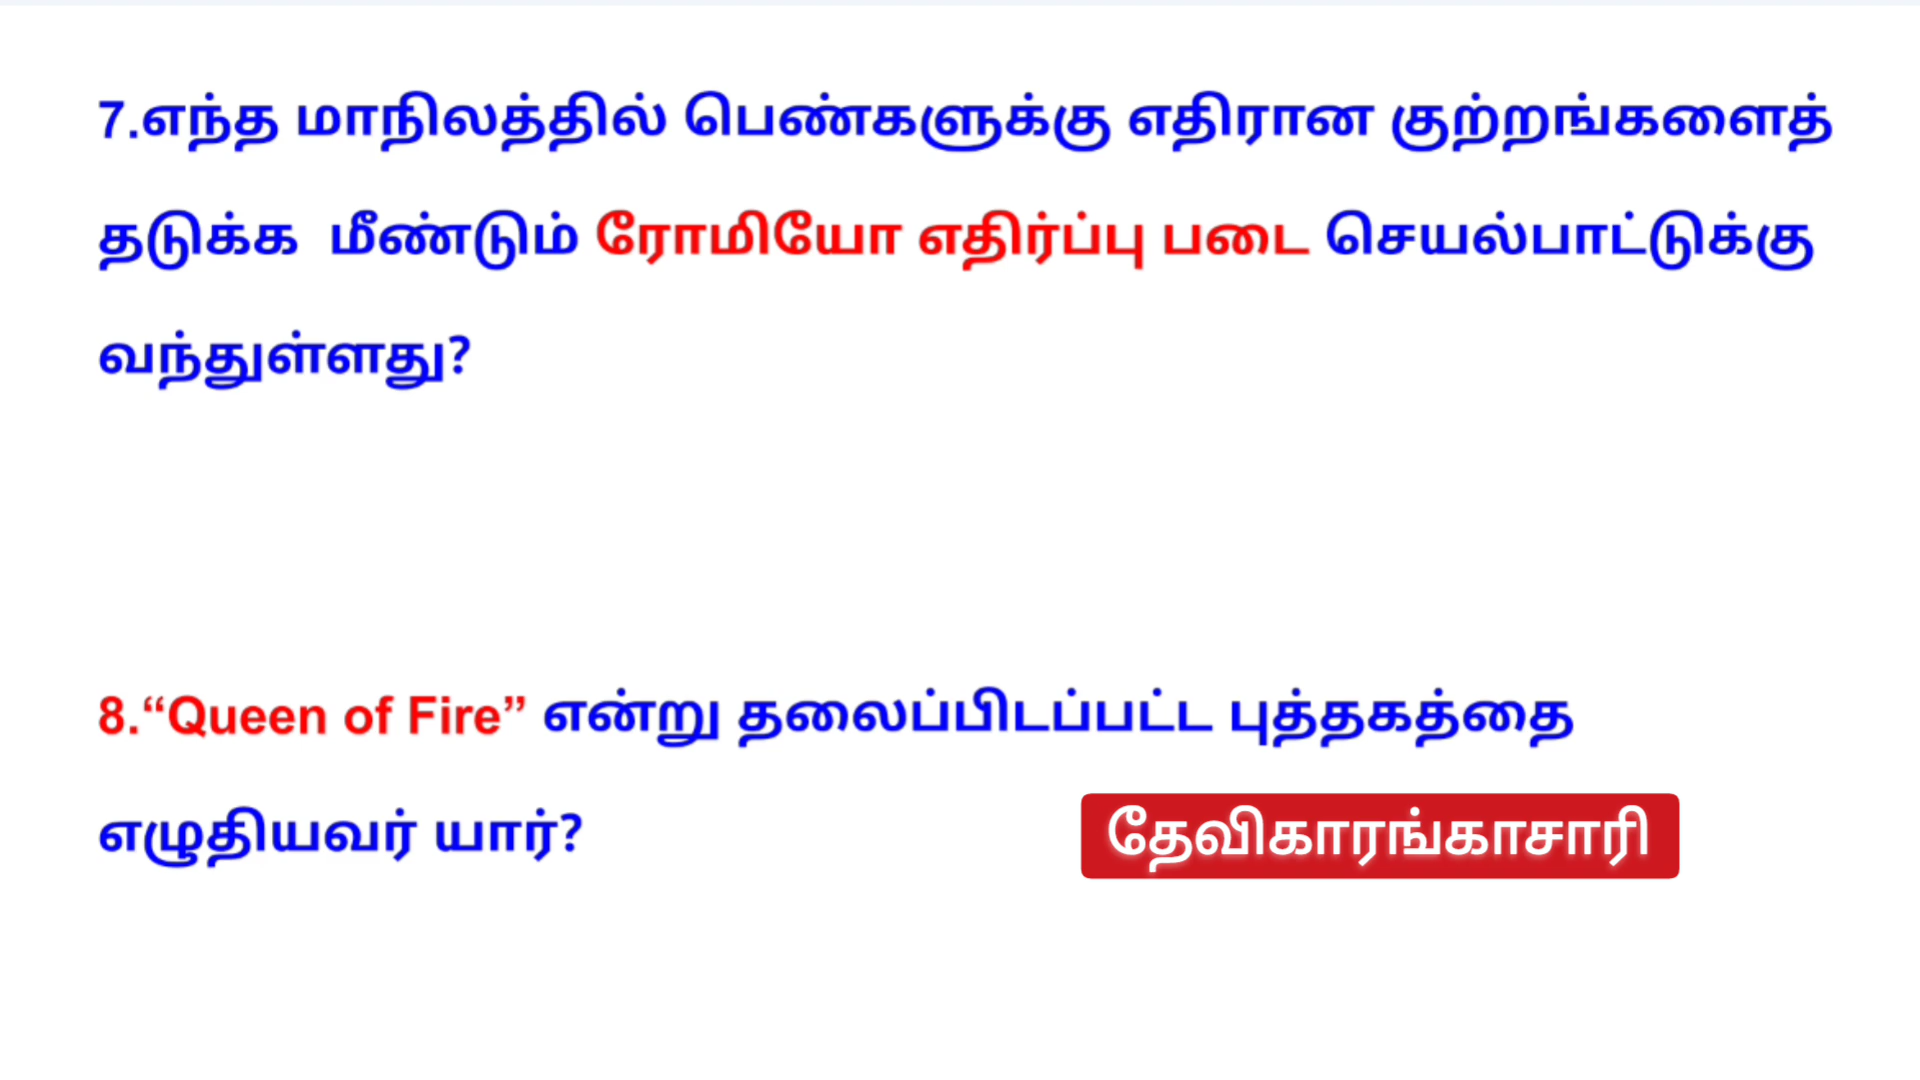 7.எந்த மாநிலத்தில் பெண்களுக்கு எதிரான குற்றங்களைத்
தடுக்க மீண்டும் ரோமியோ எதிர்ப்பு படை செயல்பாட்டுக்கு
வந்துள்ளது?
8.“Queen of Fire” என்று தலைப்பிடப்பட்ட புத்தகத்தை
எழுதியவர் யார்?
தேவிகாரங்காசாரி